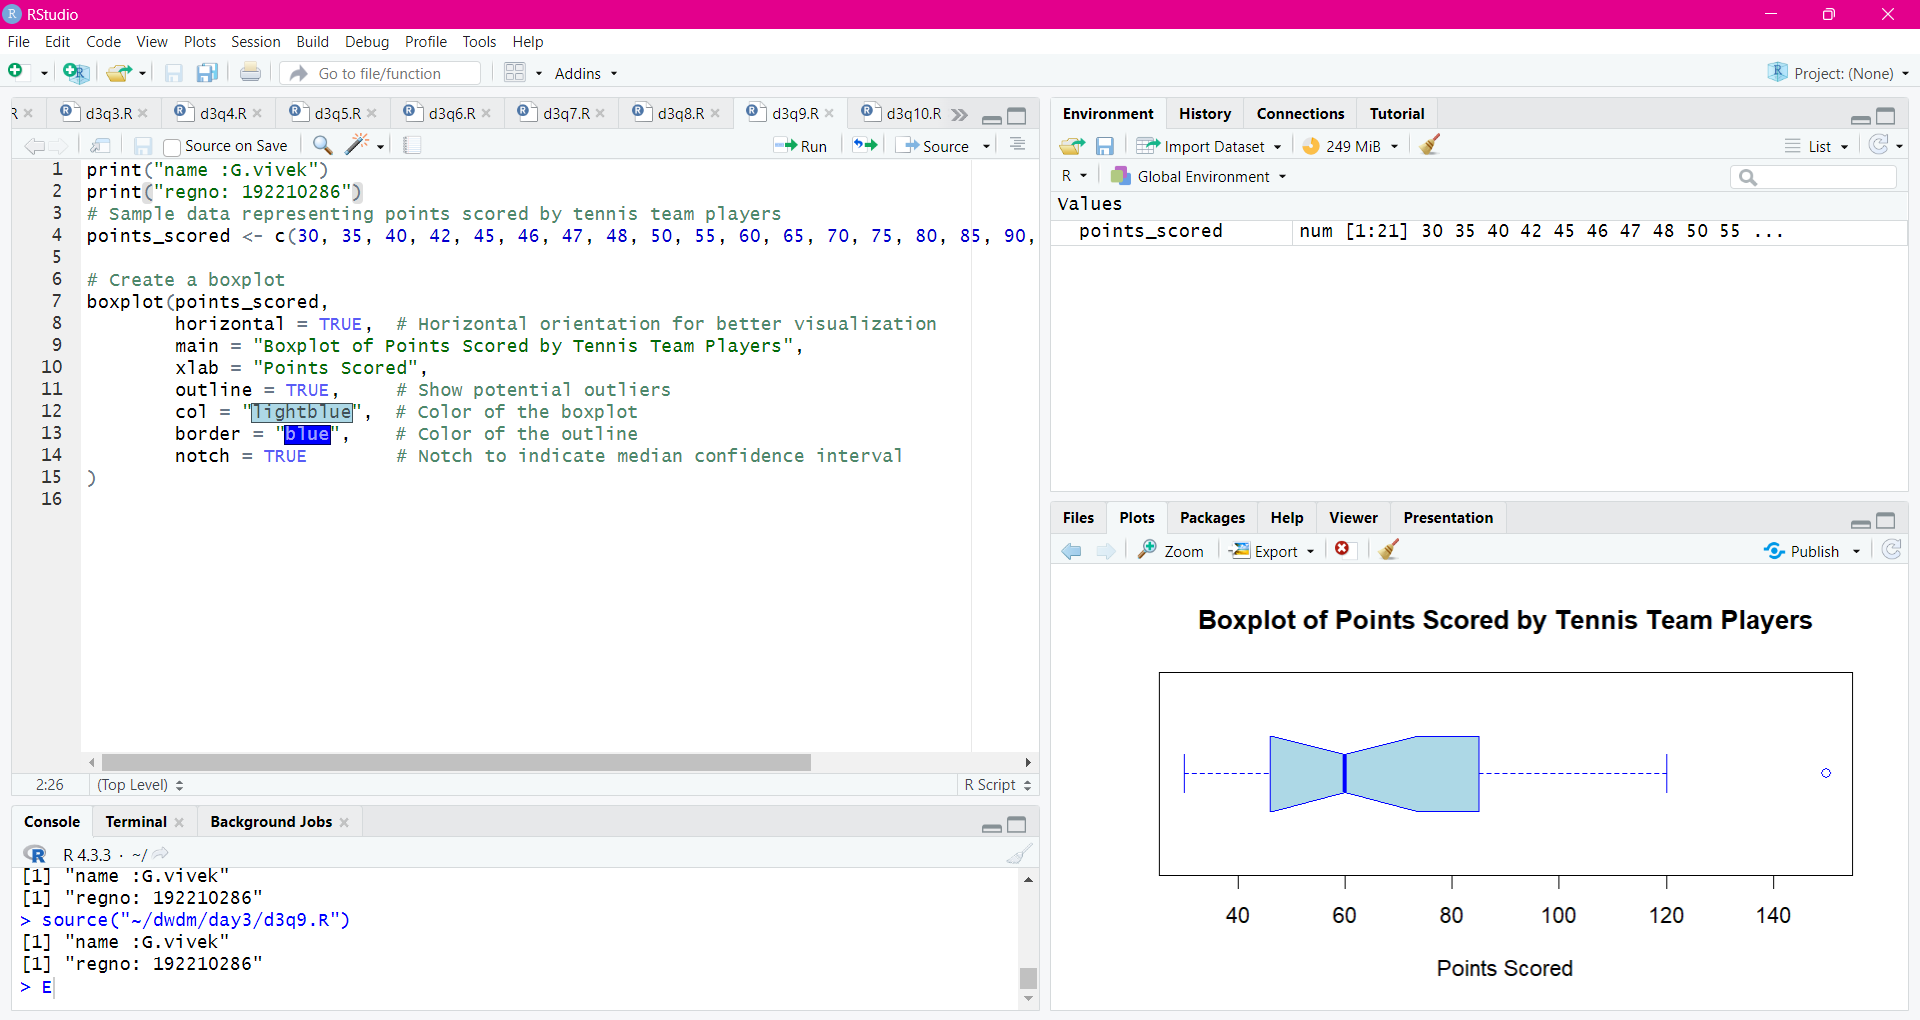 RStudio
File Edit Code View Plots Session Build Debug Profile Tools Help
Go to file/function Addins Project: (None)
R d3q3.R d3q4.R d3q5.R d3q6.R d3q7.R d3q8.R d3q9.R d3q10.R
Source on Save Run Source
1 print("name :G.vivek")
2 print("regno: 192210286")
3 # Sample data representing points scored by tennis team players
4 points_scored <- c(30, 35, 40, 42, 45, 46, 47, 48, 50, 55, 60, 65, 70, 75, 80, 85, 90,
5
6 # Create a boxplot
7 boxplot(points_scored,
8 horizontal = TRUE, # Horizontal orientation for better visualization
9 main = "Boxplot of Points Scored by Tennis Team Players",
10 xlab = "Points Scored",
11 outline = TRUE, # Show potential outliers
12 col = "lightblue", # Color of the boxplot
13 border = "blue", # Color of the outline
14 notch = TRUE # Notch to indicate median confidence interval
15 )
16
2:26 (Top Level) R Script
Console Terminal Background Jobs
R 4.3.3 · ~/
[1] "name :G.vivek"
[1] "regno: 192210286"
> source("~/dwdm/day3/d3q9.R")
[1] "name :G.vivek"
[1] "regno: 192210286"
> E
Environment History Connections Tutorial
Import Dataset 249 MiB List
R Global Environment
Values
points_scored num [1:21] 30 35 40 42 45 46 47 48 50 55 ...
Files Plots Packages Help Viewer Presentation
Zoom Export Publish
Boxplot of Points Scored by Tennis Team Players
40 60 80 100 120 140
Points Scored